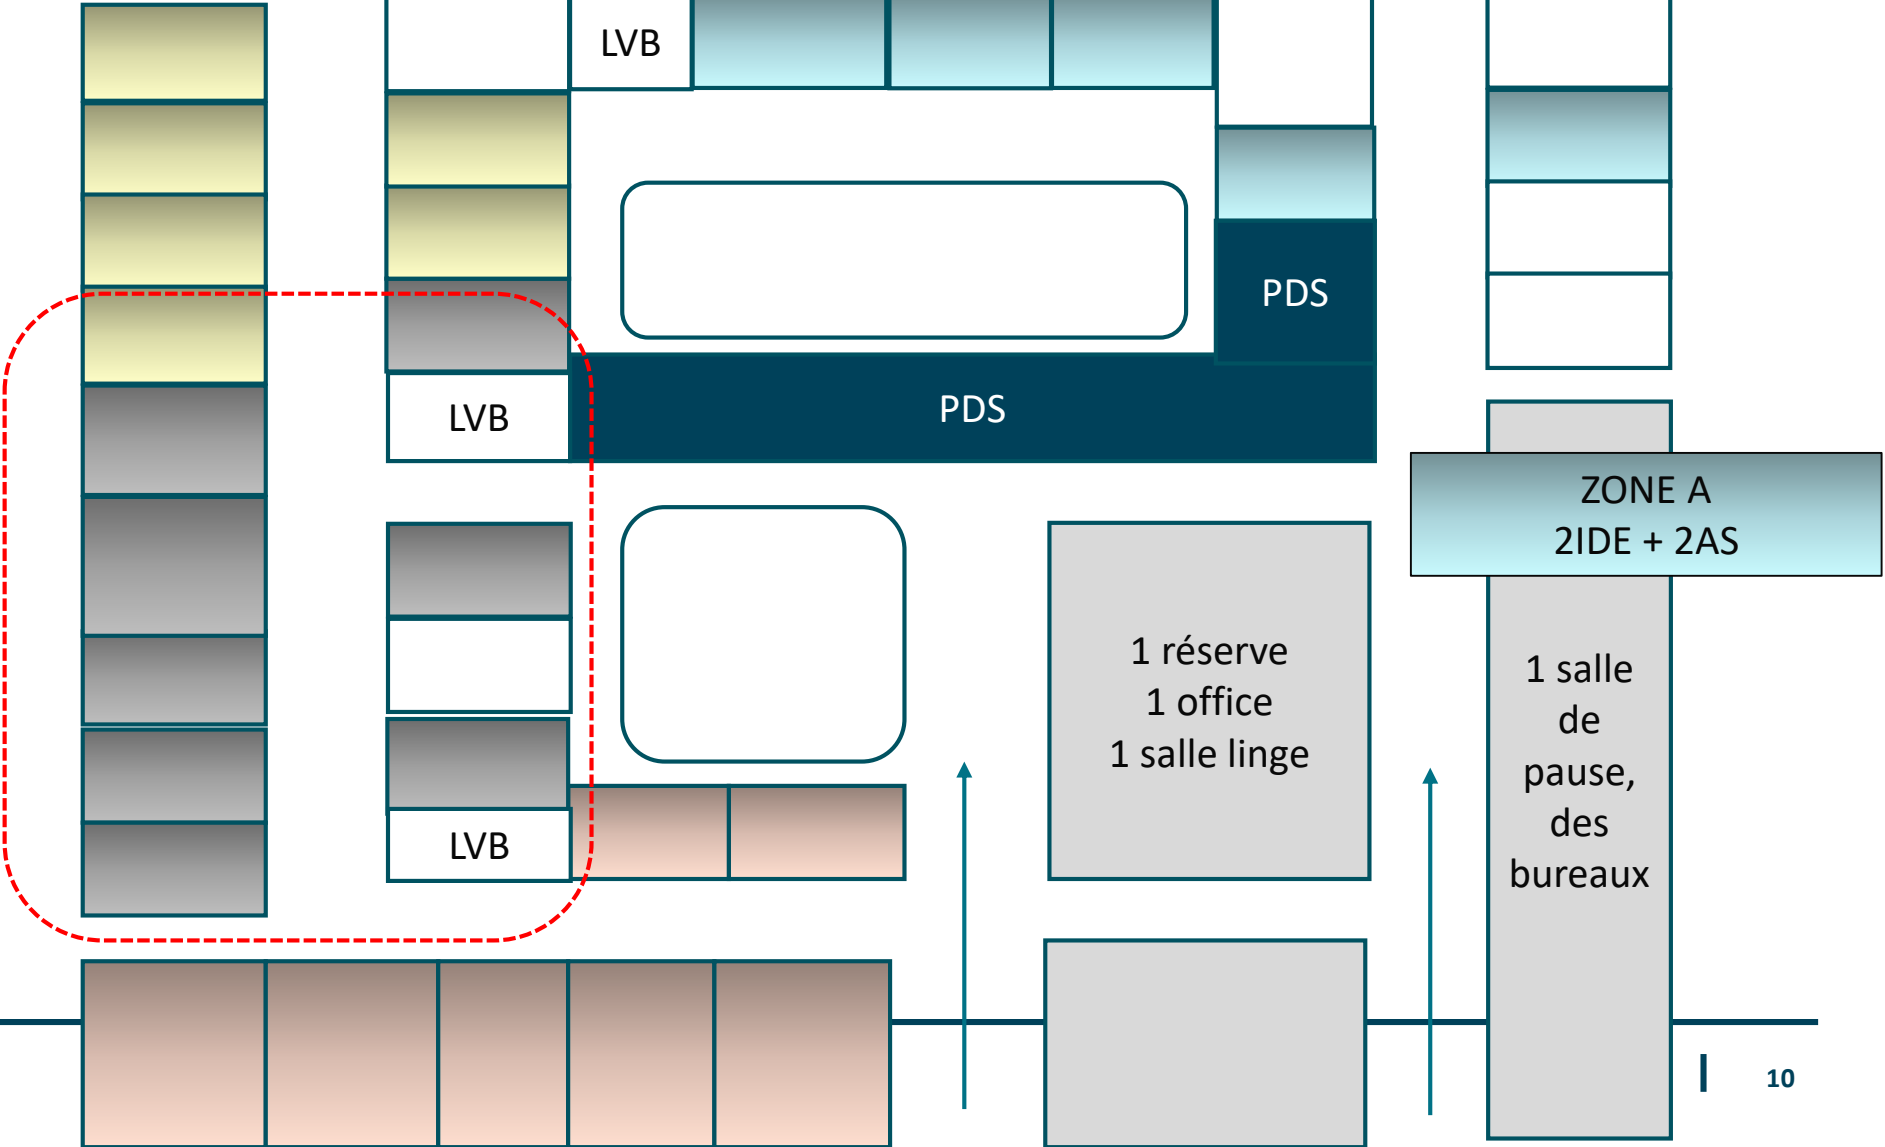 LVB
PDS
LVB
PDS
ZONE A
2IDE + 2AS
1 réserve
1 office
1 salle linge
1 salle
de
pause,
des
bureaux
LVB
10